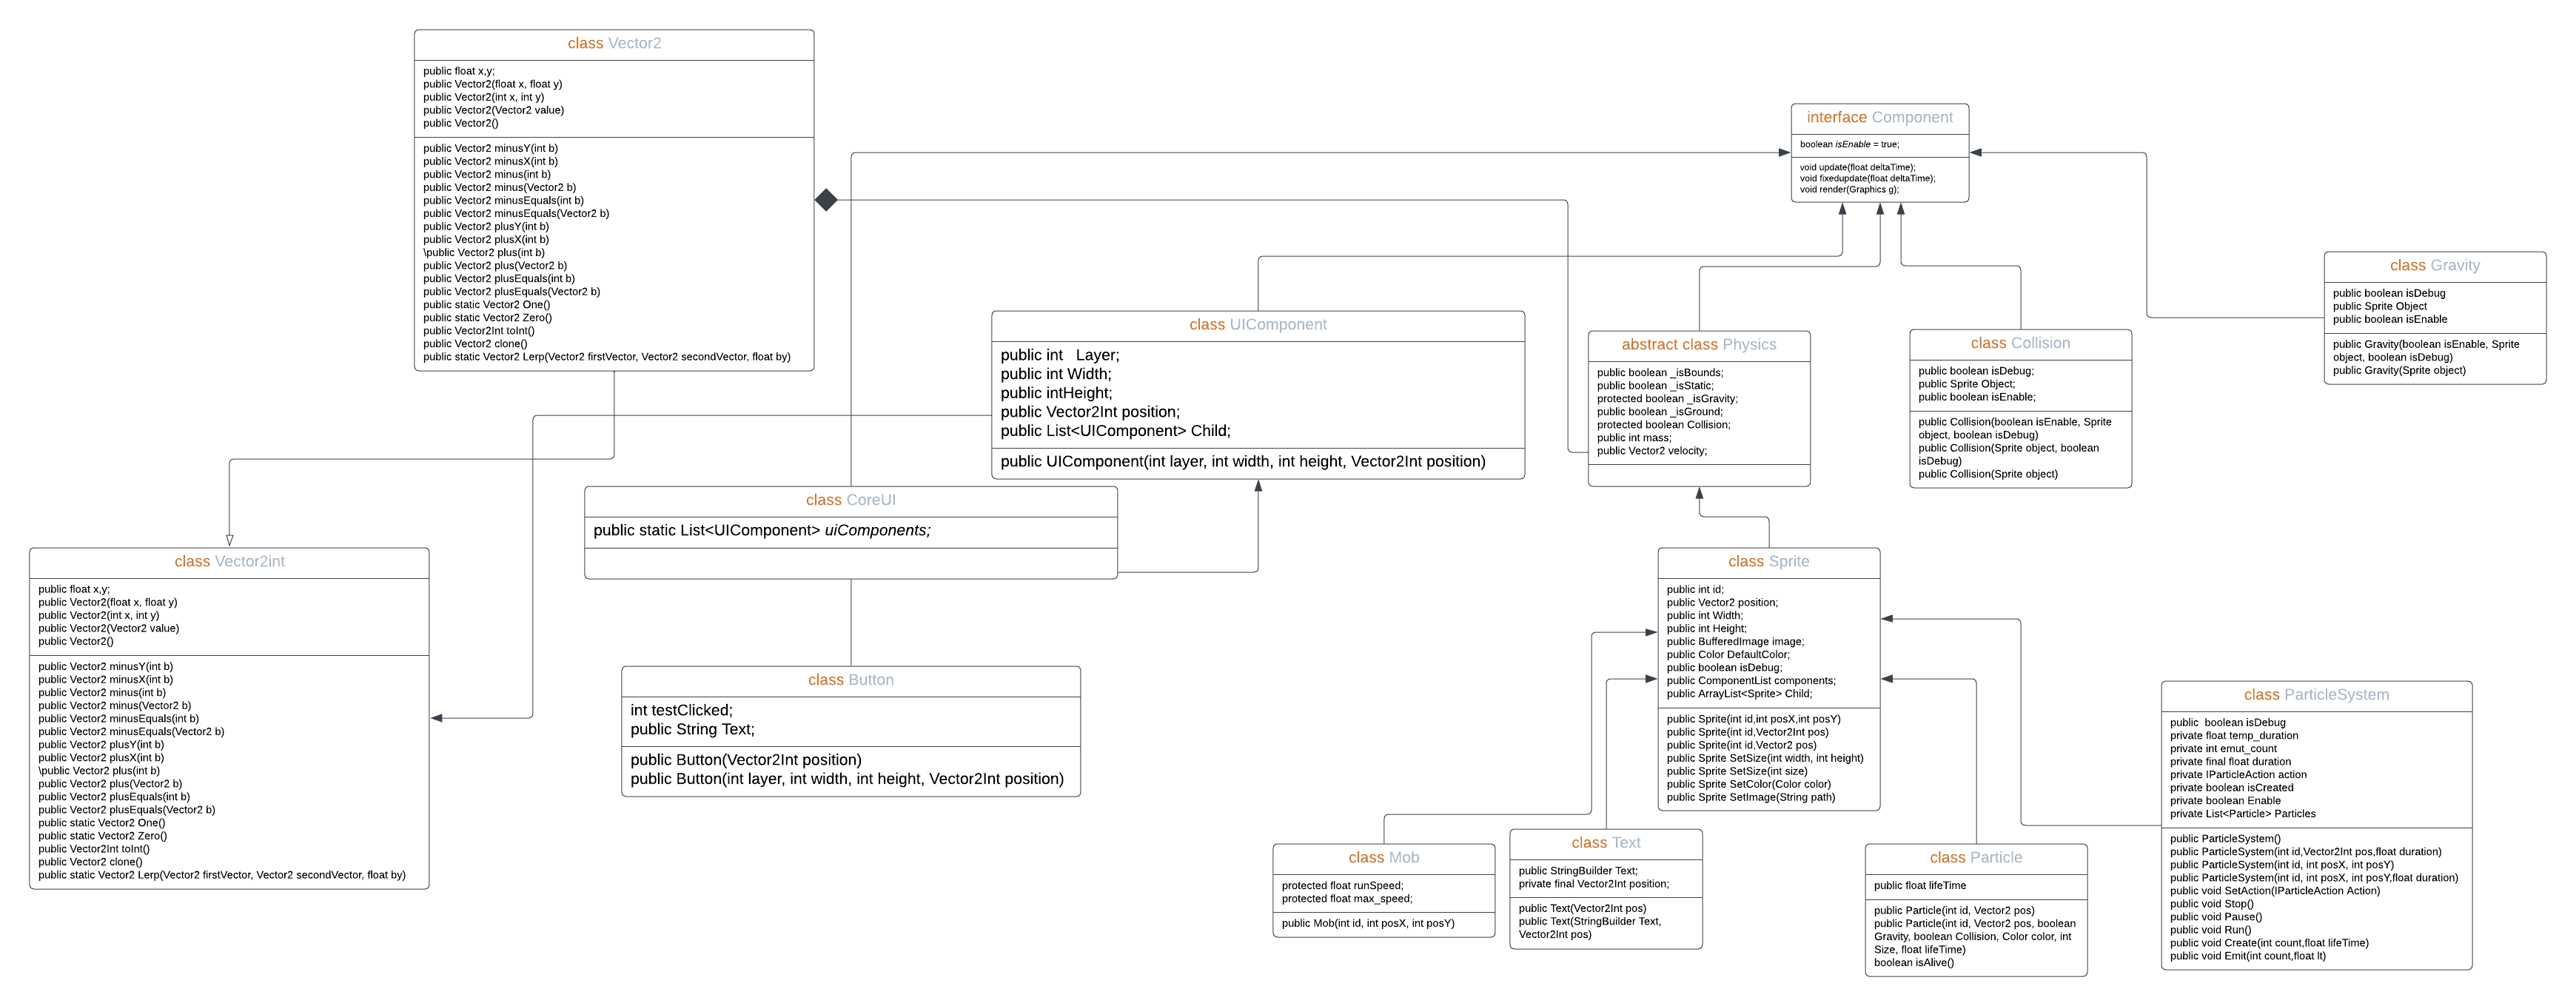 class Vector2
public float x,y;
public Vector2(float x, float y)
public Vector2(int x, int y)
public Vector2(Vector2 value)
public Vector2()
public Vector2 minusY(int b)
public Vector2 minusX(int b)
public Vector2 minus(int b)
public Vector2 minus(Vector2 b)
public Vector2 minusEquals(int b)
public Vector2 minusEquals(Vector2 b)
public Vector2 plusY(int b)
public Vector2 plusX(int b)
\public Vector2 plus(int b)
public Vector2 plus(Vector2 b)
public Vector2 plusEquals(int b)
public Vector2 plusEquals(Vector2 b)
public static Vector2 One()
public static Vector2 Zero()
public Vector2Int toInt()
public Vector2 clone()
public static Vector2 Lerp(Vector2 firstVector, Vector2 secondVector, float by)
interface Component
boolean isEnable = true;
void update(float deltaTime);
void fixedupdate(float deltaTime);
void render(Graphics g);
class Gravity
public boolean isDebug
public Sprite Object
public boolean isEnable
public Gravity(boolean isEnable, Sprite
object, boolean isDebug)
public Gravity(Sprite object)
class UIComponent
public int   Layer;
public int Width;
public intHeight;
public Vector2Int position;
public List<UIComponent> Child;
public UIComponent(int layer, int width, int height, Vector2Int position)
abstract class Physics
public boolean _isBounds;
public boolean _isStatic;
protected boolean _isGravity;
public boolean _isGround;
protected boolean Collision;
public int mass;
public Vector2 velocity;
class Collision
public boolean isDebug;
public Sprite Object;
public boolean isEnable;
public Collision(boolean isEnable, Sprite
object, boolean isDebug)
public Collision(Sprite object, boolean
isDebug)
public Collision(Sprite object)
class CoreUI
public static List<UIComponent> uiComponents;
class Vector2int
public float x,y;
public Vector2(float x, float y)
public Vector2(int x, int y)
public Vector2(Vector2 value)
public Vector2()
public Vector2 minusY(int b)
public Vector2 minusX(int b)
public Vector2 minus(int b)
public Vector2 minus(Vector2 b)
public Vector2 minusEquals(int b)
public Vector2 minusEquals(Vector2 b)
public Vector2 plusY(int b)
public Vector2 plusX(int b)
\public Vector2 plus(int b)
public Vector2 plus(Vector2 b)
public Vector2 plusEquals(int b)
public Vector2 plusEquals(Vector2 b)
public static Vector2 One()
public static Vector2 Zero()
public Vector2Int toInt()
public Vector2 clone()
public static Vector2 Lerp(Vector2 firstVector, Vector2 secondVector, float by)
class Button
int testClicked;
public String Text;
public Button(Vector2Int position)
public Button(int layer, int width, int height, Vector2Int position)
class Sprite
public int id;
public Vector2 position;
public int Width;
public int Height;
public BufferedImage image;
public Color DefaultColor;
public boolean isDebug;
public ComponentList components;
public ArrayList<Sprite> Child;
public Sprite(int id,int posX,int posY)
public Sprite(int id,Vector2Int pos)
public Sprite(int id,Vector2 pos)
public Sprite SetSize(int width, int height)
public Sprite SetSize(int size)
public Sprite SetColor(Color color)
public Sprite SetImage(String path)
class Mob
protected float runSpeed;
protected float max_speed;
public Mob(int id, int posX, int posY)
class Text
public StringBuilder Text;
private final Vector2Int position;
public Text(Vector2Int pos)
public Text(StringBuilder Text,
Vector2Int pos)
class Particle
public float lifeTime
public Particle(int id, Vector2 pos)
public Particle(int id, Vector2 pos, boolean
Gravity, boolean Collision, Color color, int
Size, float lifeTime)
boolean isAlive()
class ParticleSystem
public  boolean isDebug
private float temp_duration
private int emut_count
private final float duration
private IParticleAction action
private boolean isCreated
private boolean Enable
private List<Particle> Particles
public ParticleSystem()
public ParticleSystem(int id,Vector2Int pos,float duration)
public ParticleSystem(int id, int posX, int posY)
public ParticleSystem(int id, int posX, int posY,float duration)
public void SetAction(IParticleAction Action)
public void Stop()
public void Pause()
public void Run()
public void Create(int count,float lifeTime)
public void Emit(int count,float lt)